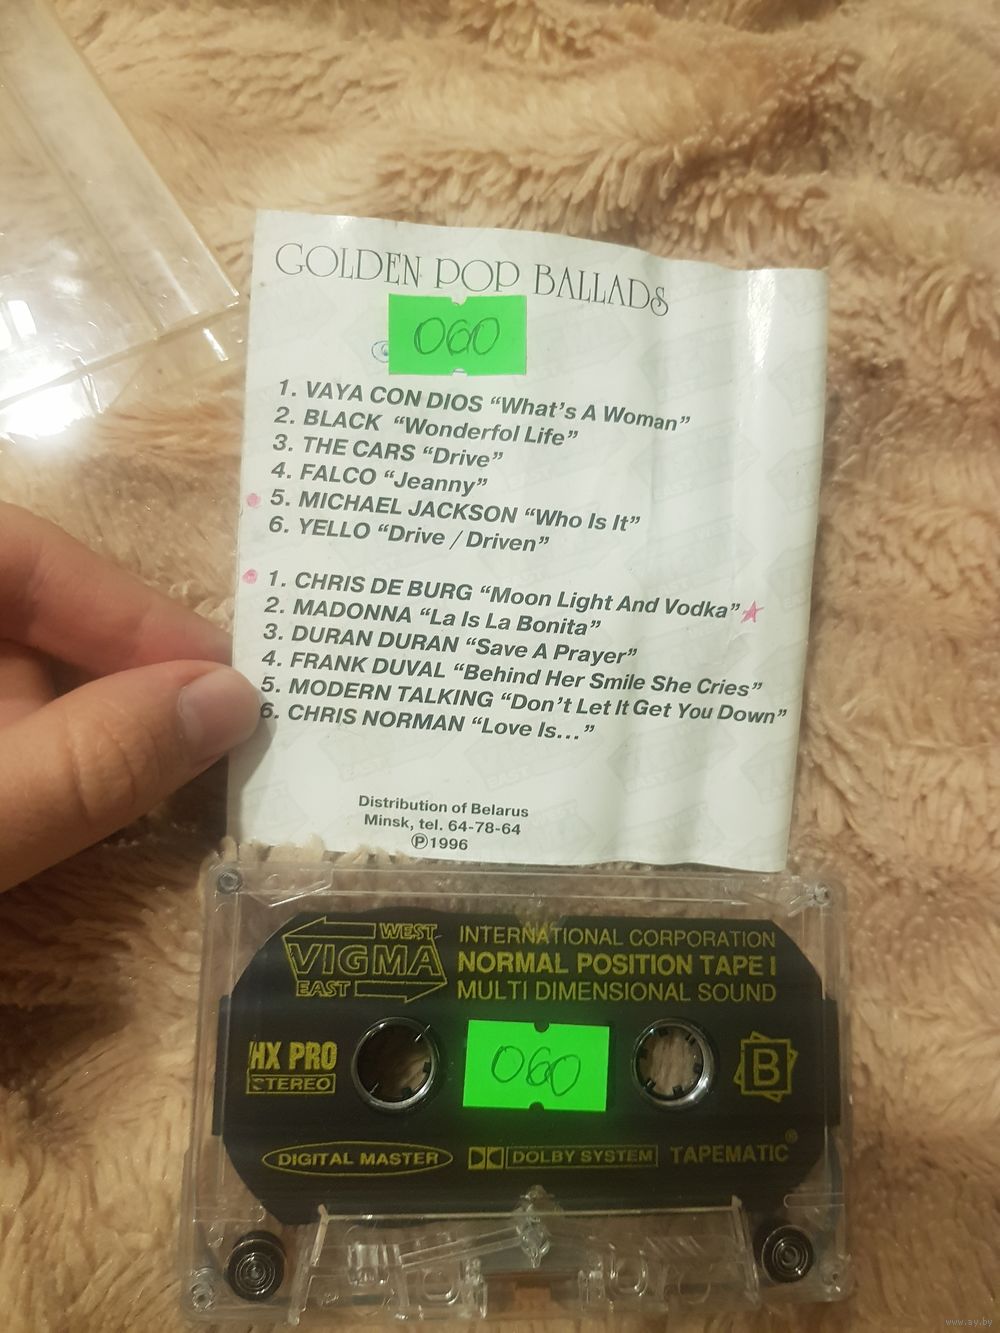 GOLDEN POP BALLADS
060
1. VAYA CON DIOS “What's A Woman”
2. BLACK “Wonderfol Life”
3. THE CARS “Drive”
4. FALCO “Jeanny”
5. MICHAEL JACKSON “Who Is It”
6. YELLO “Drive / Driven”
1. CHRIS DE BURG “Moon Light And Vodka”
2. MADONNA “La Is La Bonita”
3. DURAN DURAN “Save A Prayer”
4. FRANK DUVAL “Behind Her Smile She Cries”
5. MODERN TALKING “Don't Let It Get You Down”
6. CHRIS NORMAN “Love Is...”
Distribution of Belarus
Minsk, tel. 64-78-64
Ⓟ1996
WEST
VIGMA
EAST
INTERNATIONAL CORPORATION
NORMAL POSITION TAPE I
MULTI DIMENSIONAL SOUND
HX PRO
STEREO
060
B
DIGITAL MASTER
DOLBY SYSTEM
TAPEMATIC®
www.ay.by